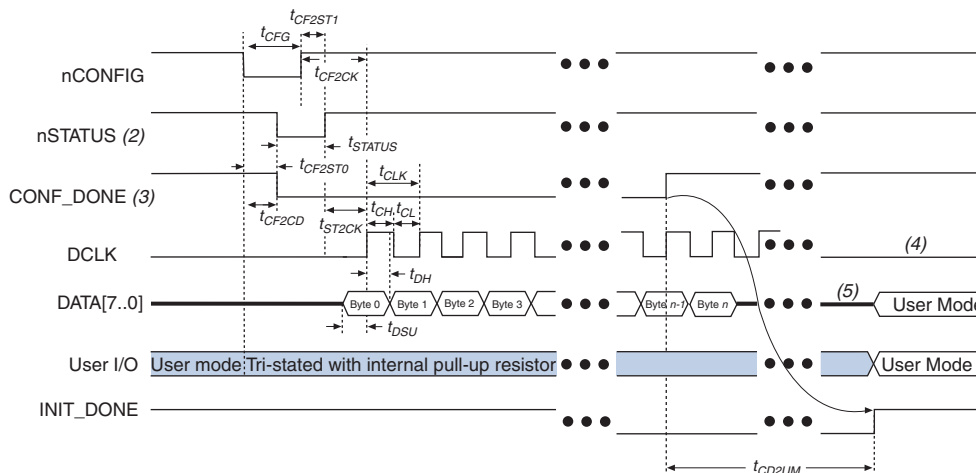 tCF2ST1
tCFG
nCONFIG
tCF2CK
nSTATUS (2)
tSTATUS
tCF2ST0
tCLK
CONF_DONE (3)
tCF2CD
tST2CK
tCH
tCL
DCLK
(4)
tDH
DATA[7..0]
Byte 0
Byte 1
Byte 2
Byte 3
Byte n-1
Byte n
(5)
User Mode
tDSU
User I/O
User mode
Tri-stated with internal pull-up resistor
User Mode
INIT_DONE
tCD2UM